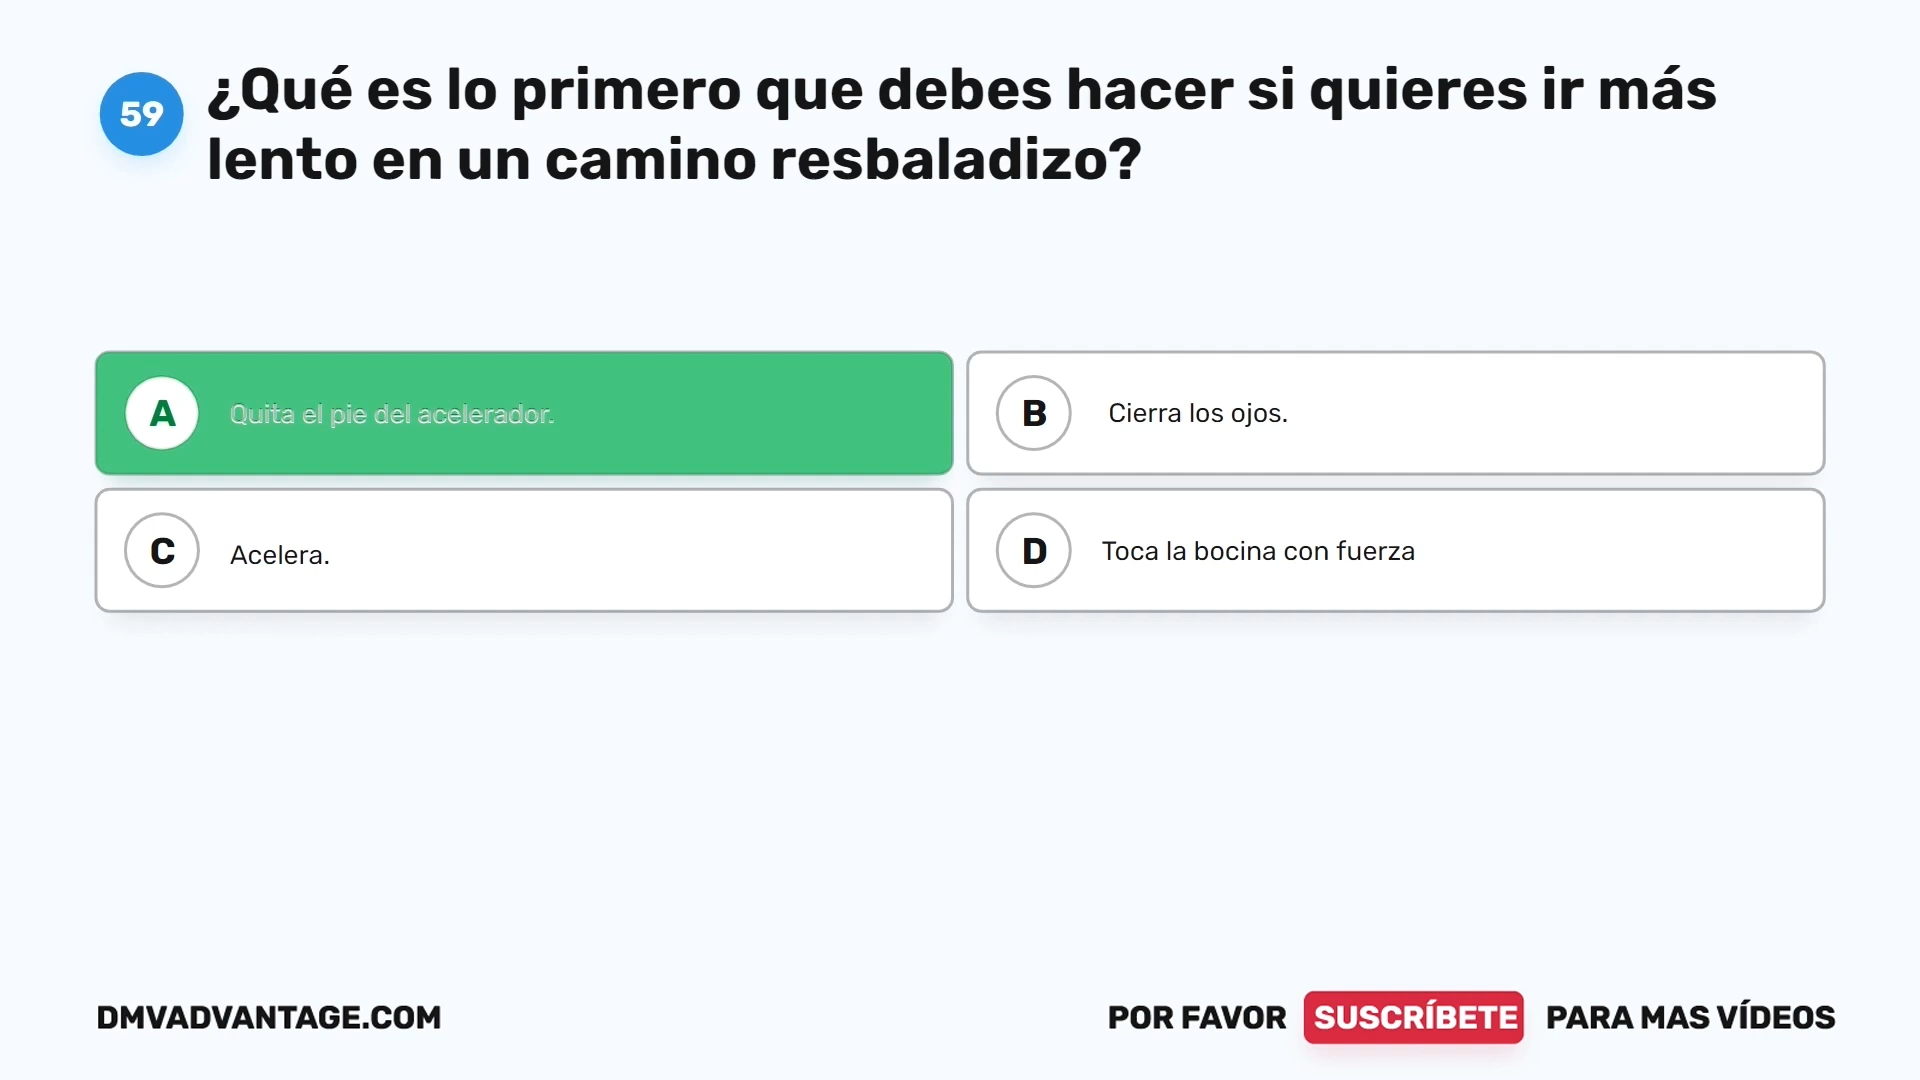 59
¿Qué es lo primero que debes hacer si quieres ir más
lento en un camino resbaladizo?
A Quita el pie del acelerador.
B Cierra los ojos.
C Acelera.
D Toca la bocina con fuerza
DMVADVANTAGE.COM
POR FAVOR SUSCRÍBETE PARA MAS VÍDEOS